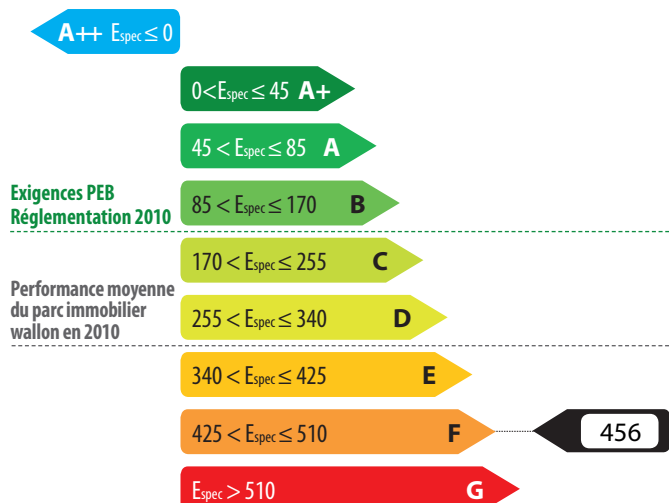 A++ Espec ≤ 0
0<Espec ≤ 45 A+
45 < Espec ≤ 85 A
Exigences PEB
Réglementation 2010
85 < Espec ≤ 170 B
170 < Espec ≤ 255 C
Performance moyenne
du parc immobilier
wallon en 2010
255 < Espec ≤ 340 D
340 < Espec ≤ 425 E
425 < Espec ≤ 510 F
456
Espec > 510 G